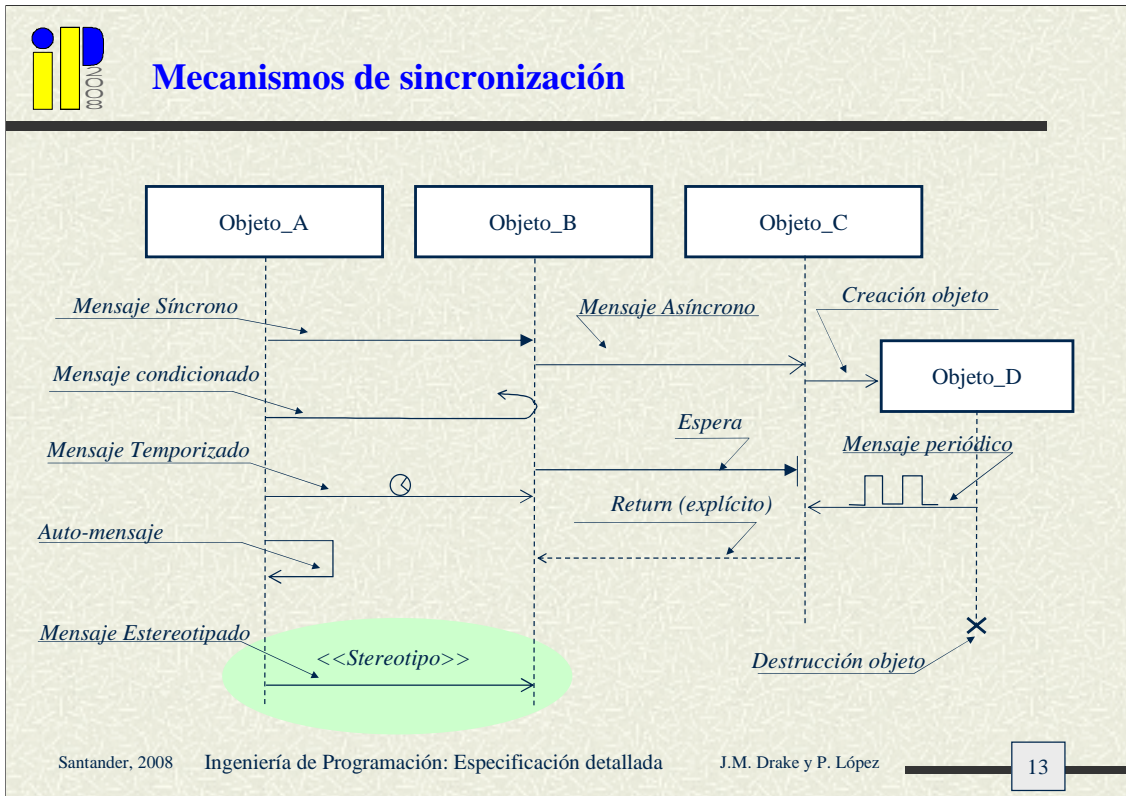 iIP
2008
Mecanismos de sincronización
Objeto_A
Objeto_B
Objeto_C
Mensaje Síncrono
Mensaje Asíncrono
Creación objeto
Mensaje condicionado
Objeto_D
Espera
Mensaje periódico
Mensaje Temporizado
Return (explícito)
Auto-mensaje
Mensaje Estereotipado
<<Stereotipo>>
Destrucción objeto
Santander, 2008 Ingeniería de Programación: Especificación detallada J.M. Drake y P. López 13